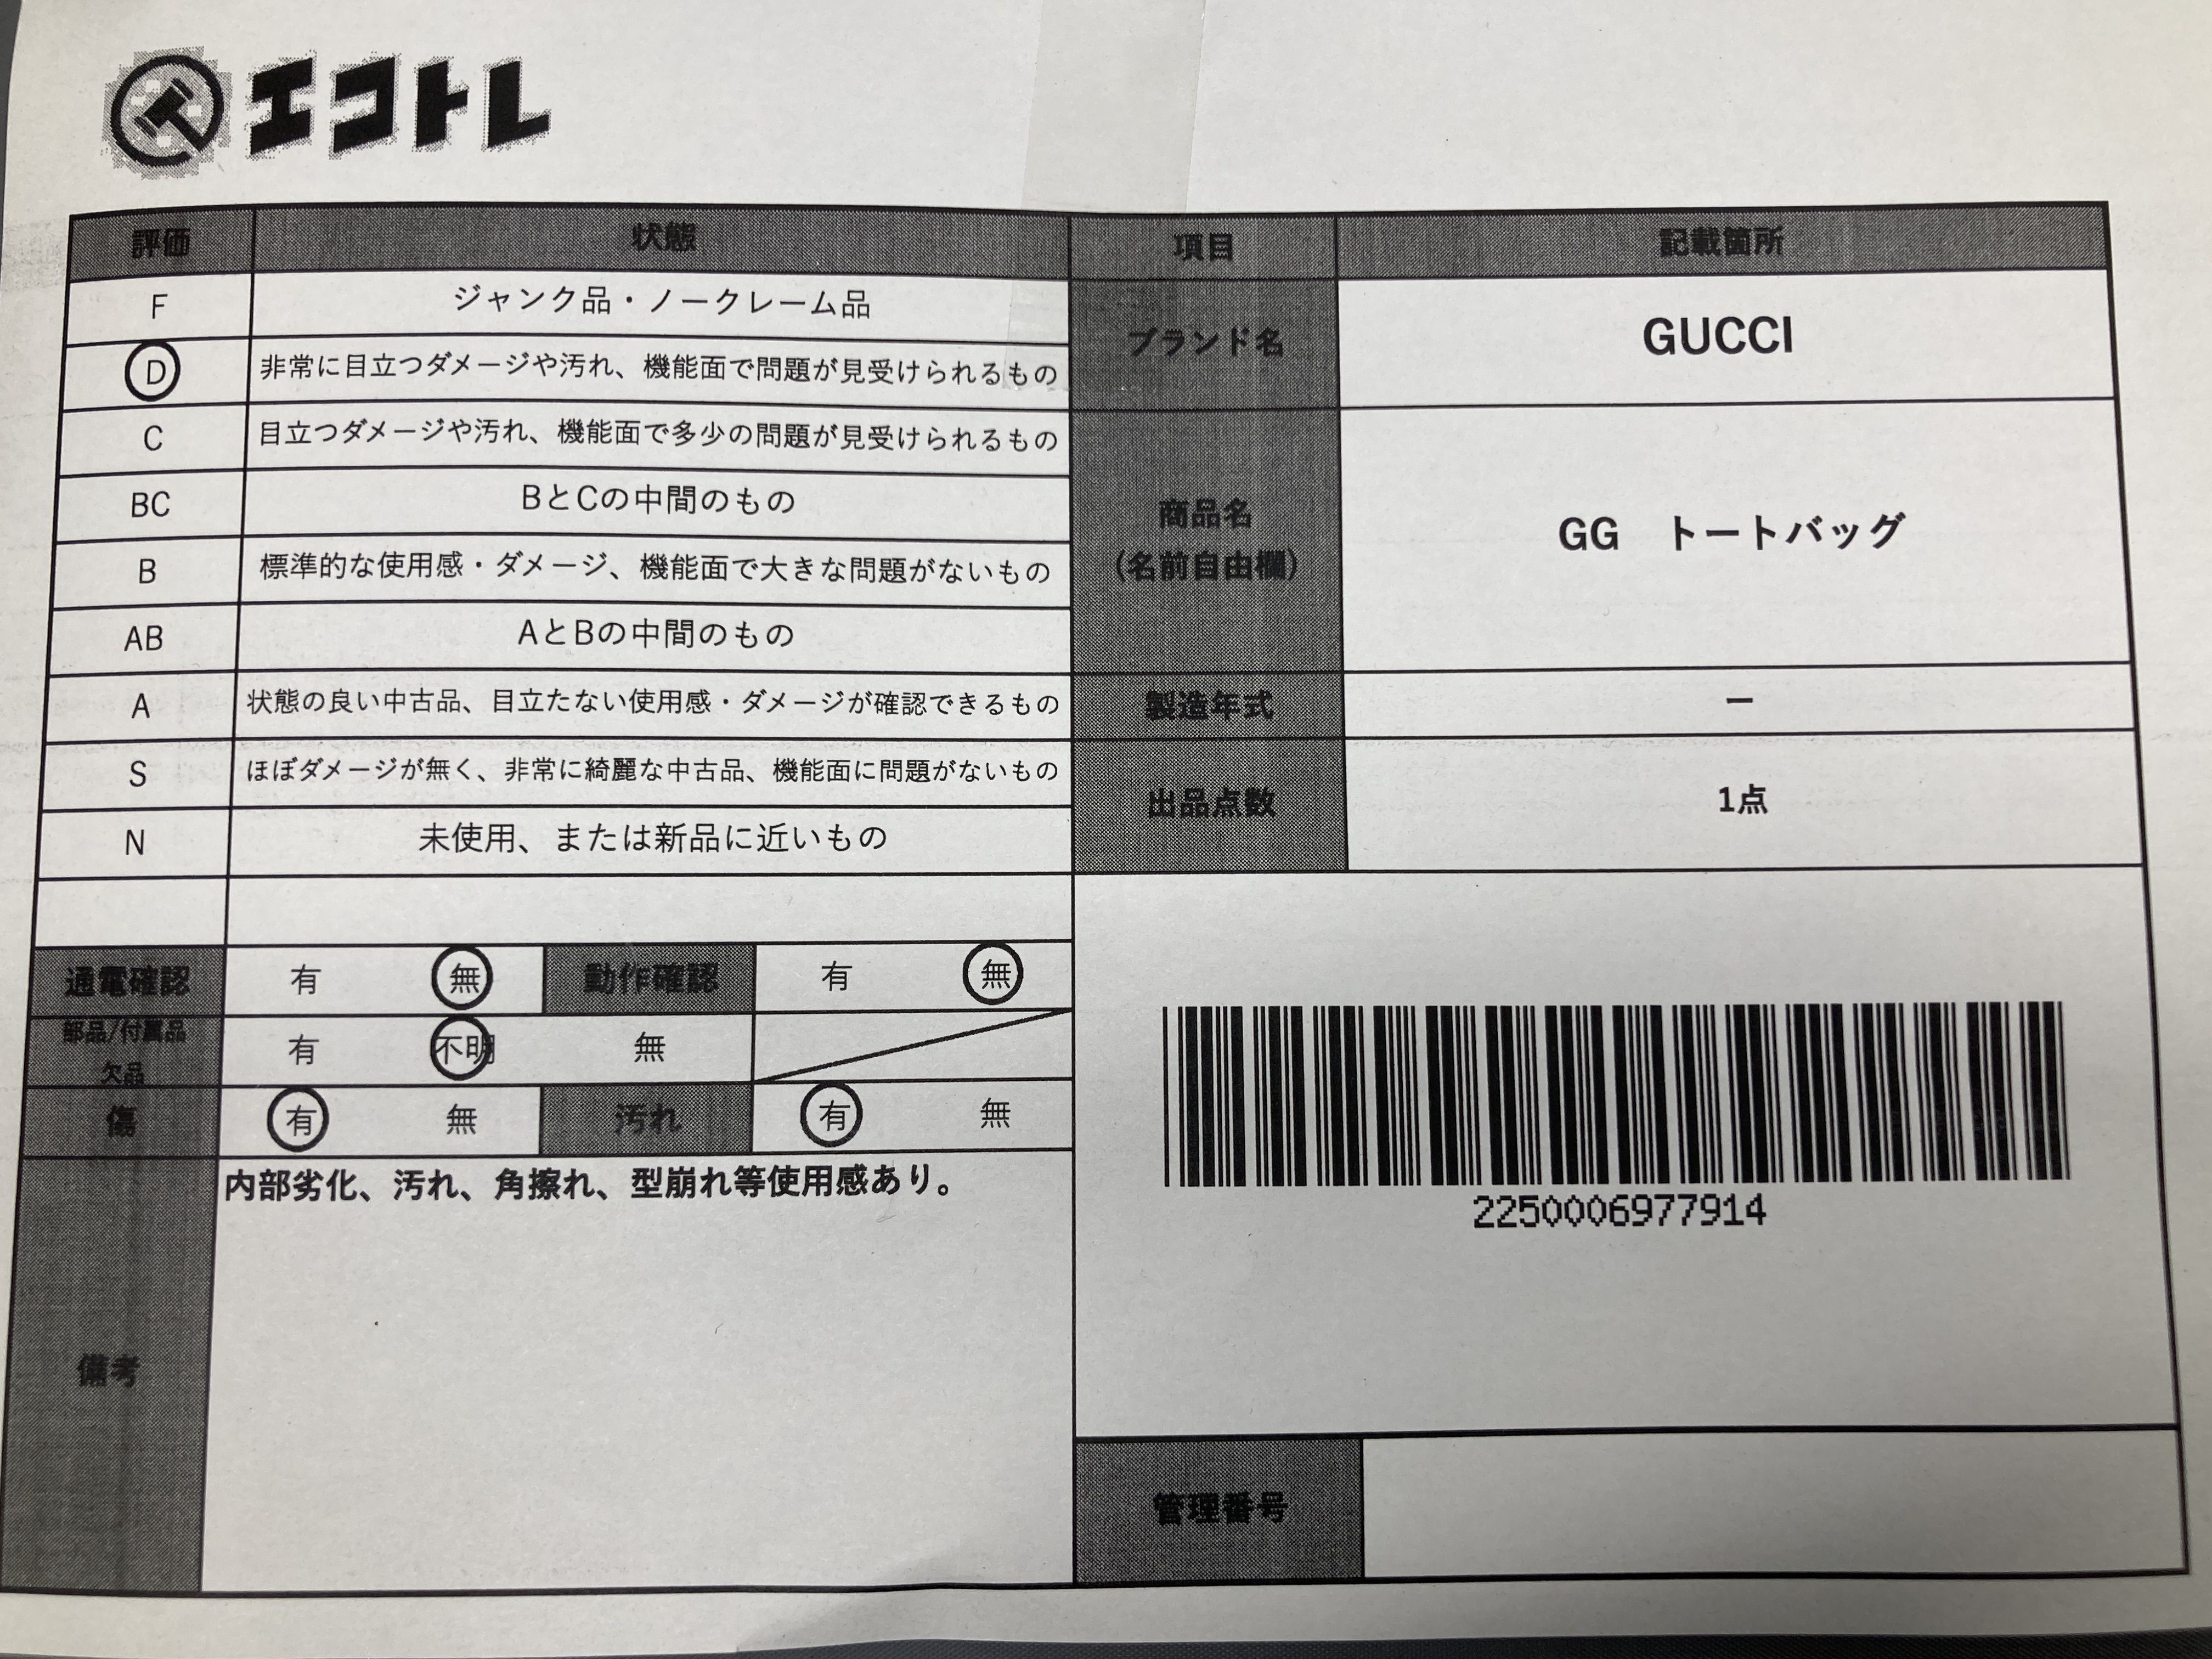 エコトレ
評価 状態 項目 記載箇所
F ジャンク品・ノークレーム品
D 非常に目立つダメージや汚れ、機能面で問題が見受けられるもの
C 目立つダメージや汚れ、機能面で多少の問題が見受けられるもの
BC BとCの中間のもの
B 標準的な使用感・ダメージ、機能面で大きな問題がないもの
AB AとBの中間のもの
A 状態の良い中古品、目立たない使用感・ダメージが確認できるもの
S ほぼダメージが無く、非常に綺麗な中古品、機能面に問題がないもの
N 未使用、または新品に近いもの
ブランド名 GUCCI
商品名
(名前自由欄)
GG トートバッグ
製造年式 ー
出品点数 1点
通電確認 有 無 動作確認 有 無
部品/付属品
欠品
有 不明 無
傷 有 無 汚れ 有 無
備考
内部劣化、汚れ、角擦れ、型崩れ等使用感あり。
2250006977914
管理番号